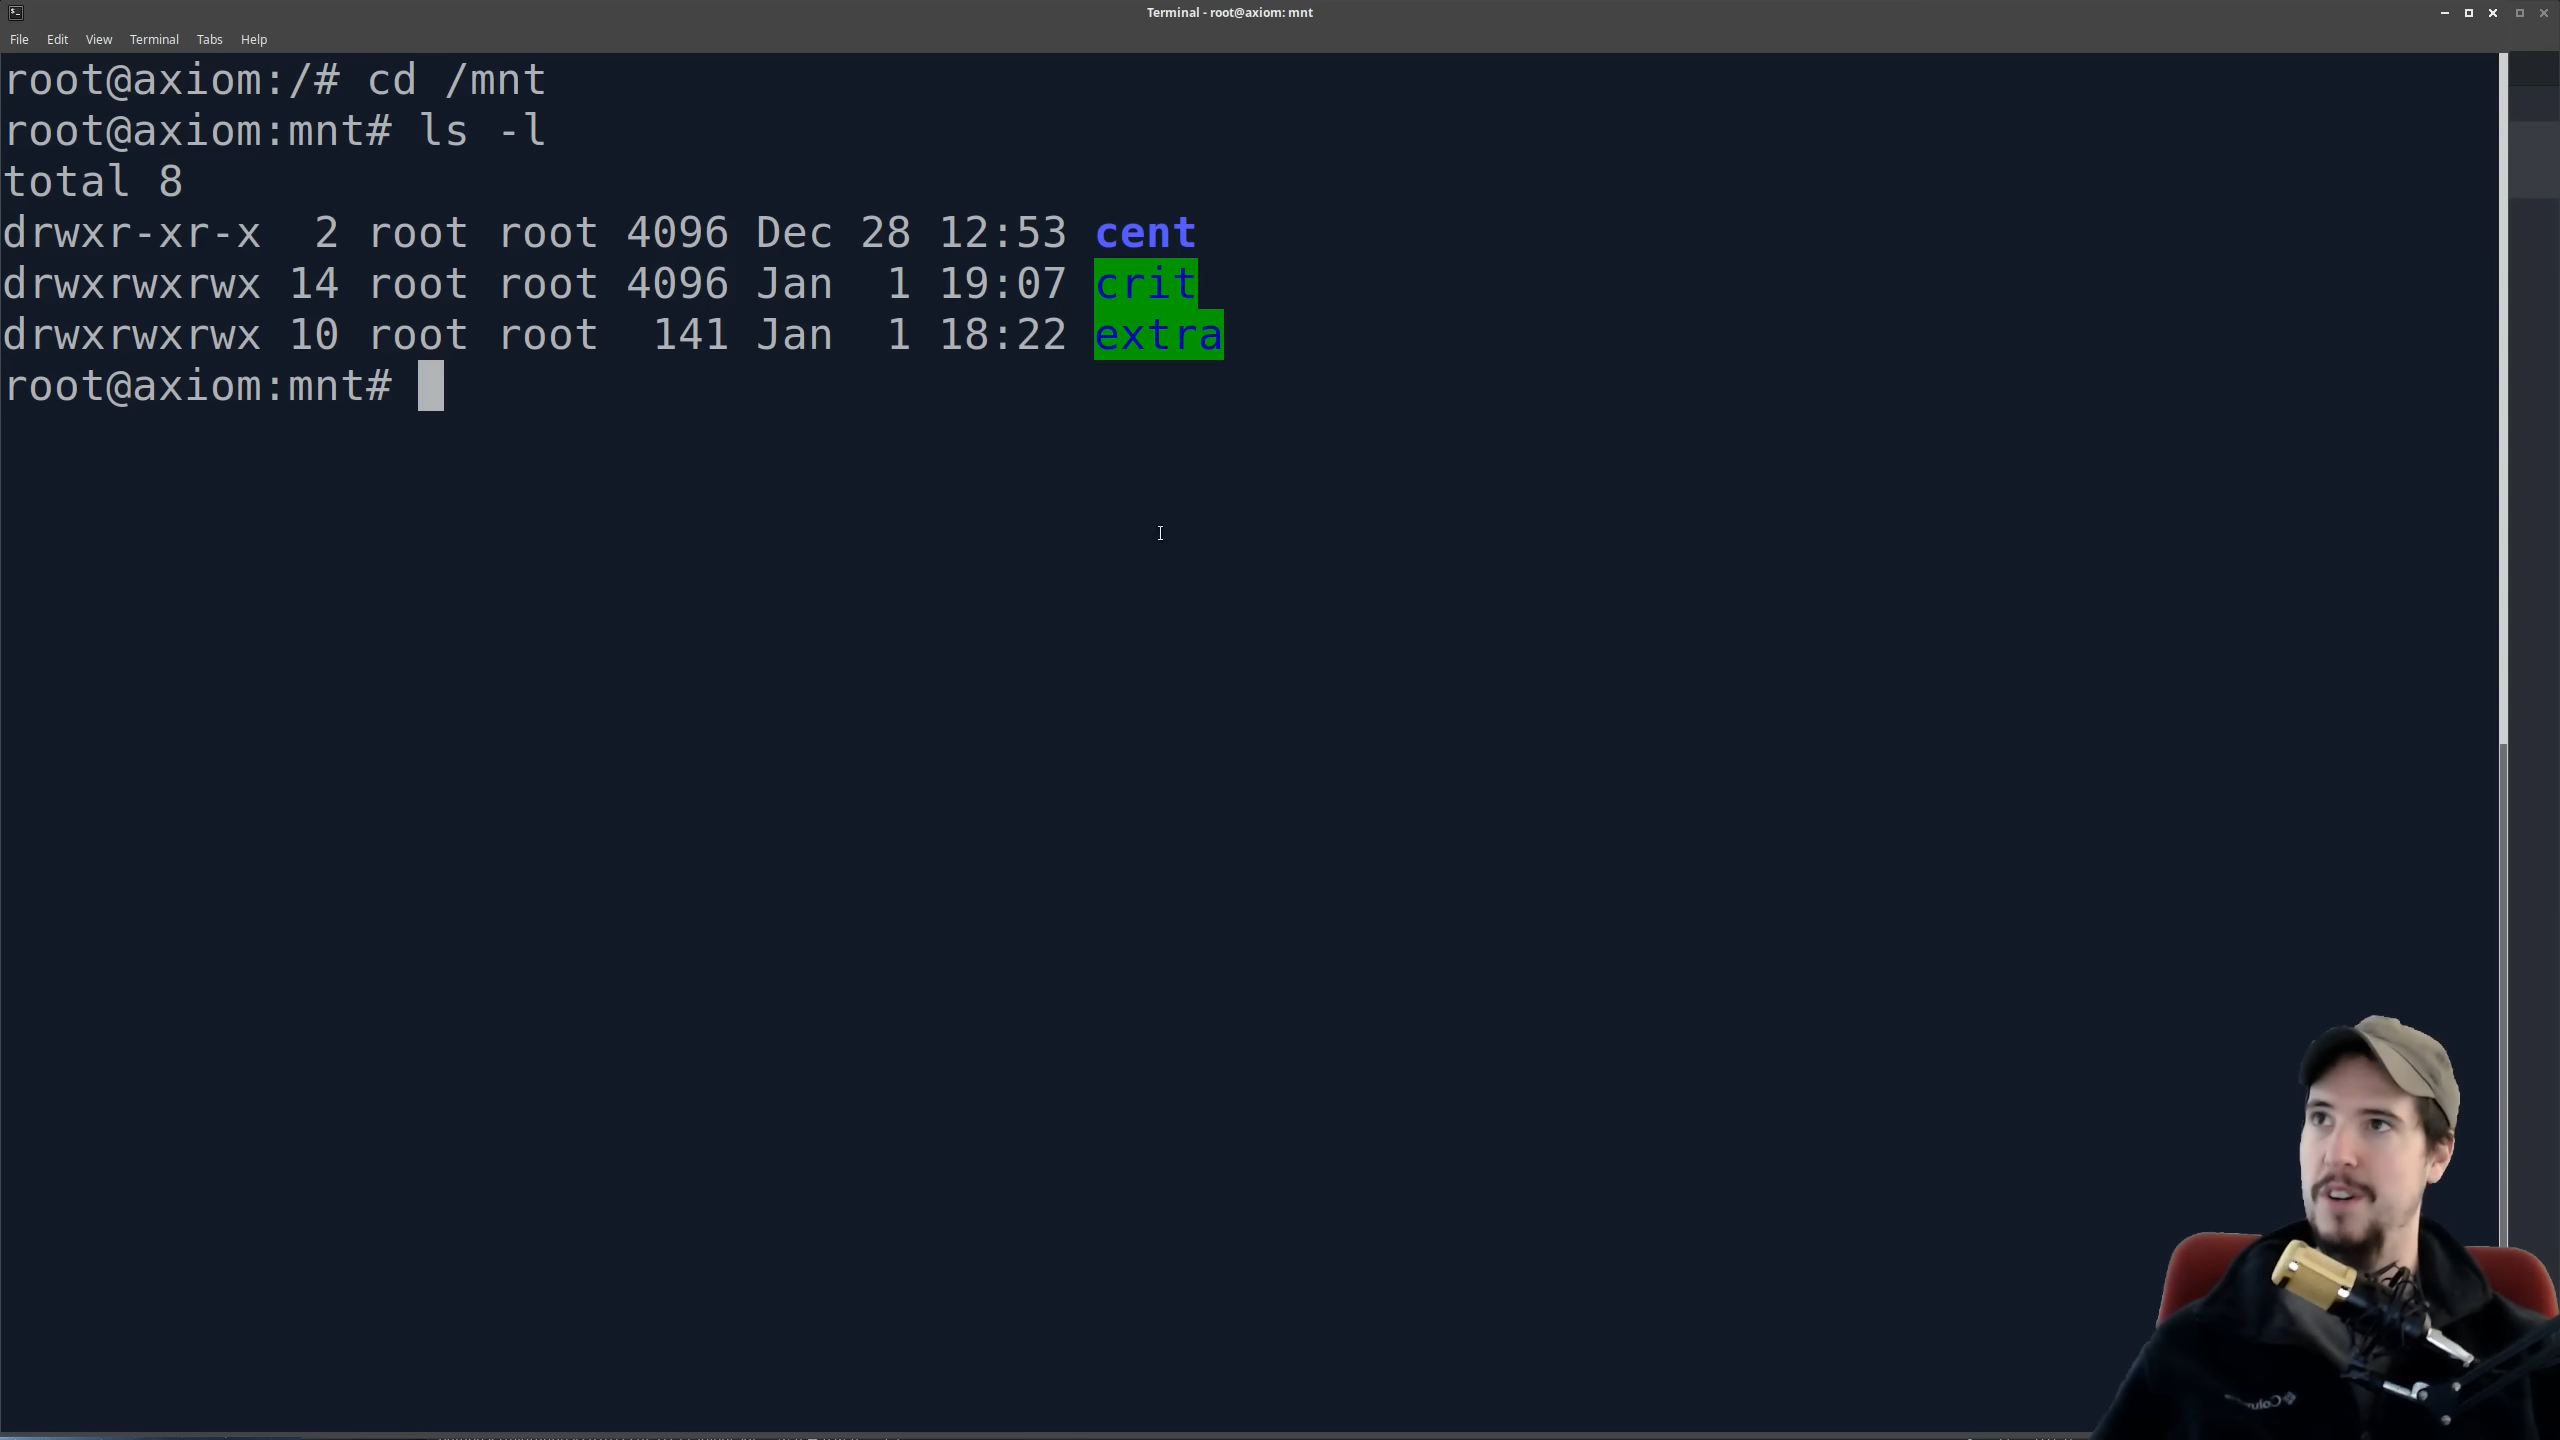 Terminal - root@axiom: mnt
File Edit View Terminal Tabs Help
root@axiom:/# cd /mnt
root@axiom:mnt# ls -l
total 8
drwxr-xr-x  2 root root 4096 Dec 28 12:53 cent
drwxrwxrwx 14 root root 4096 Jan  1 19:07 crit
drwxrwxrwx 10 root root  141 Jan  1 18:22 extra
root@axiom:mnt#